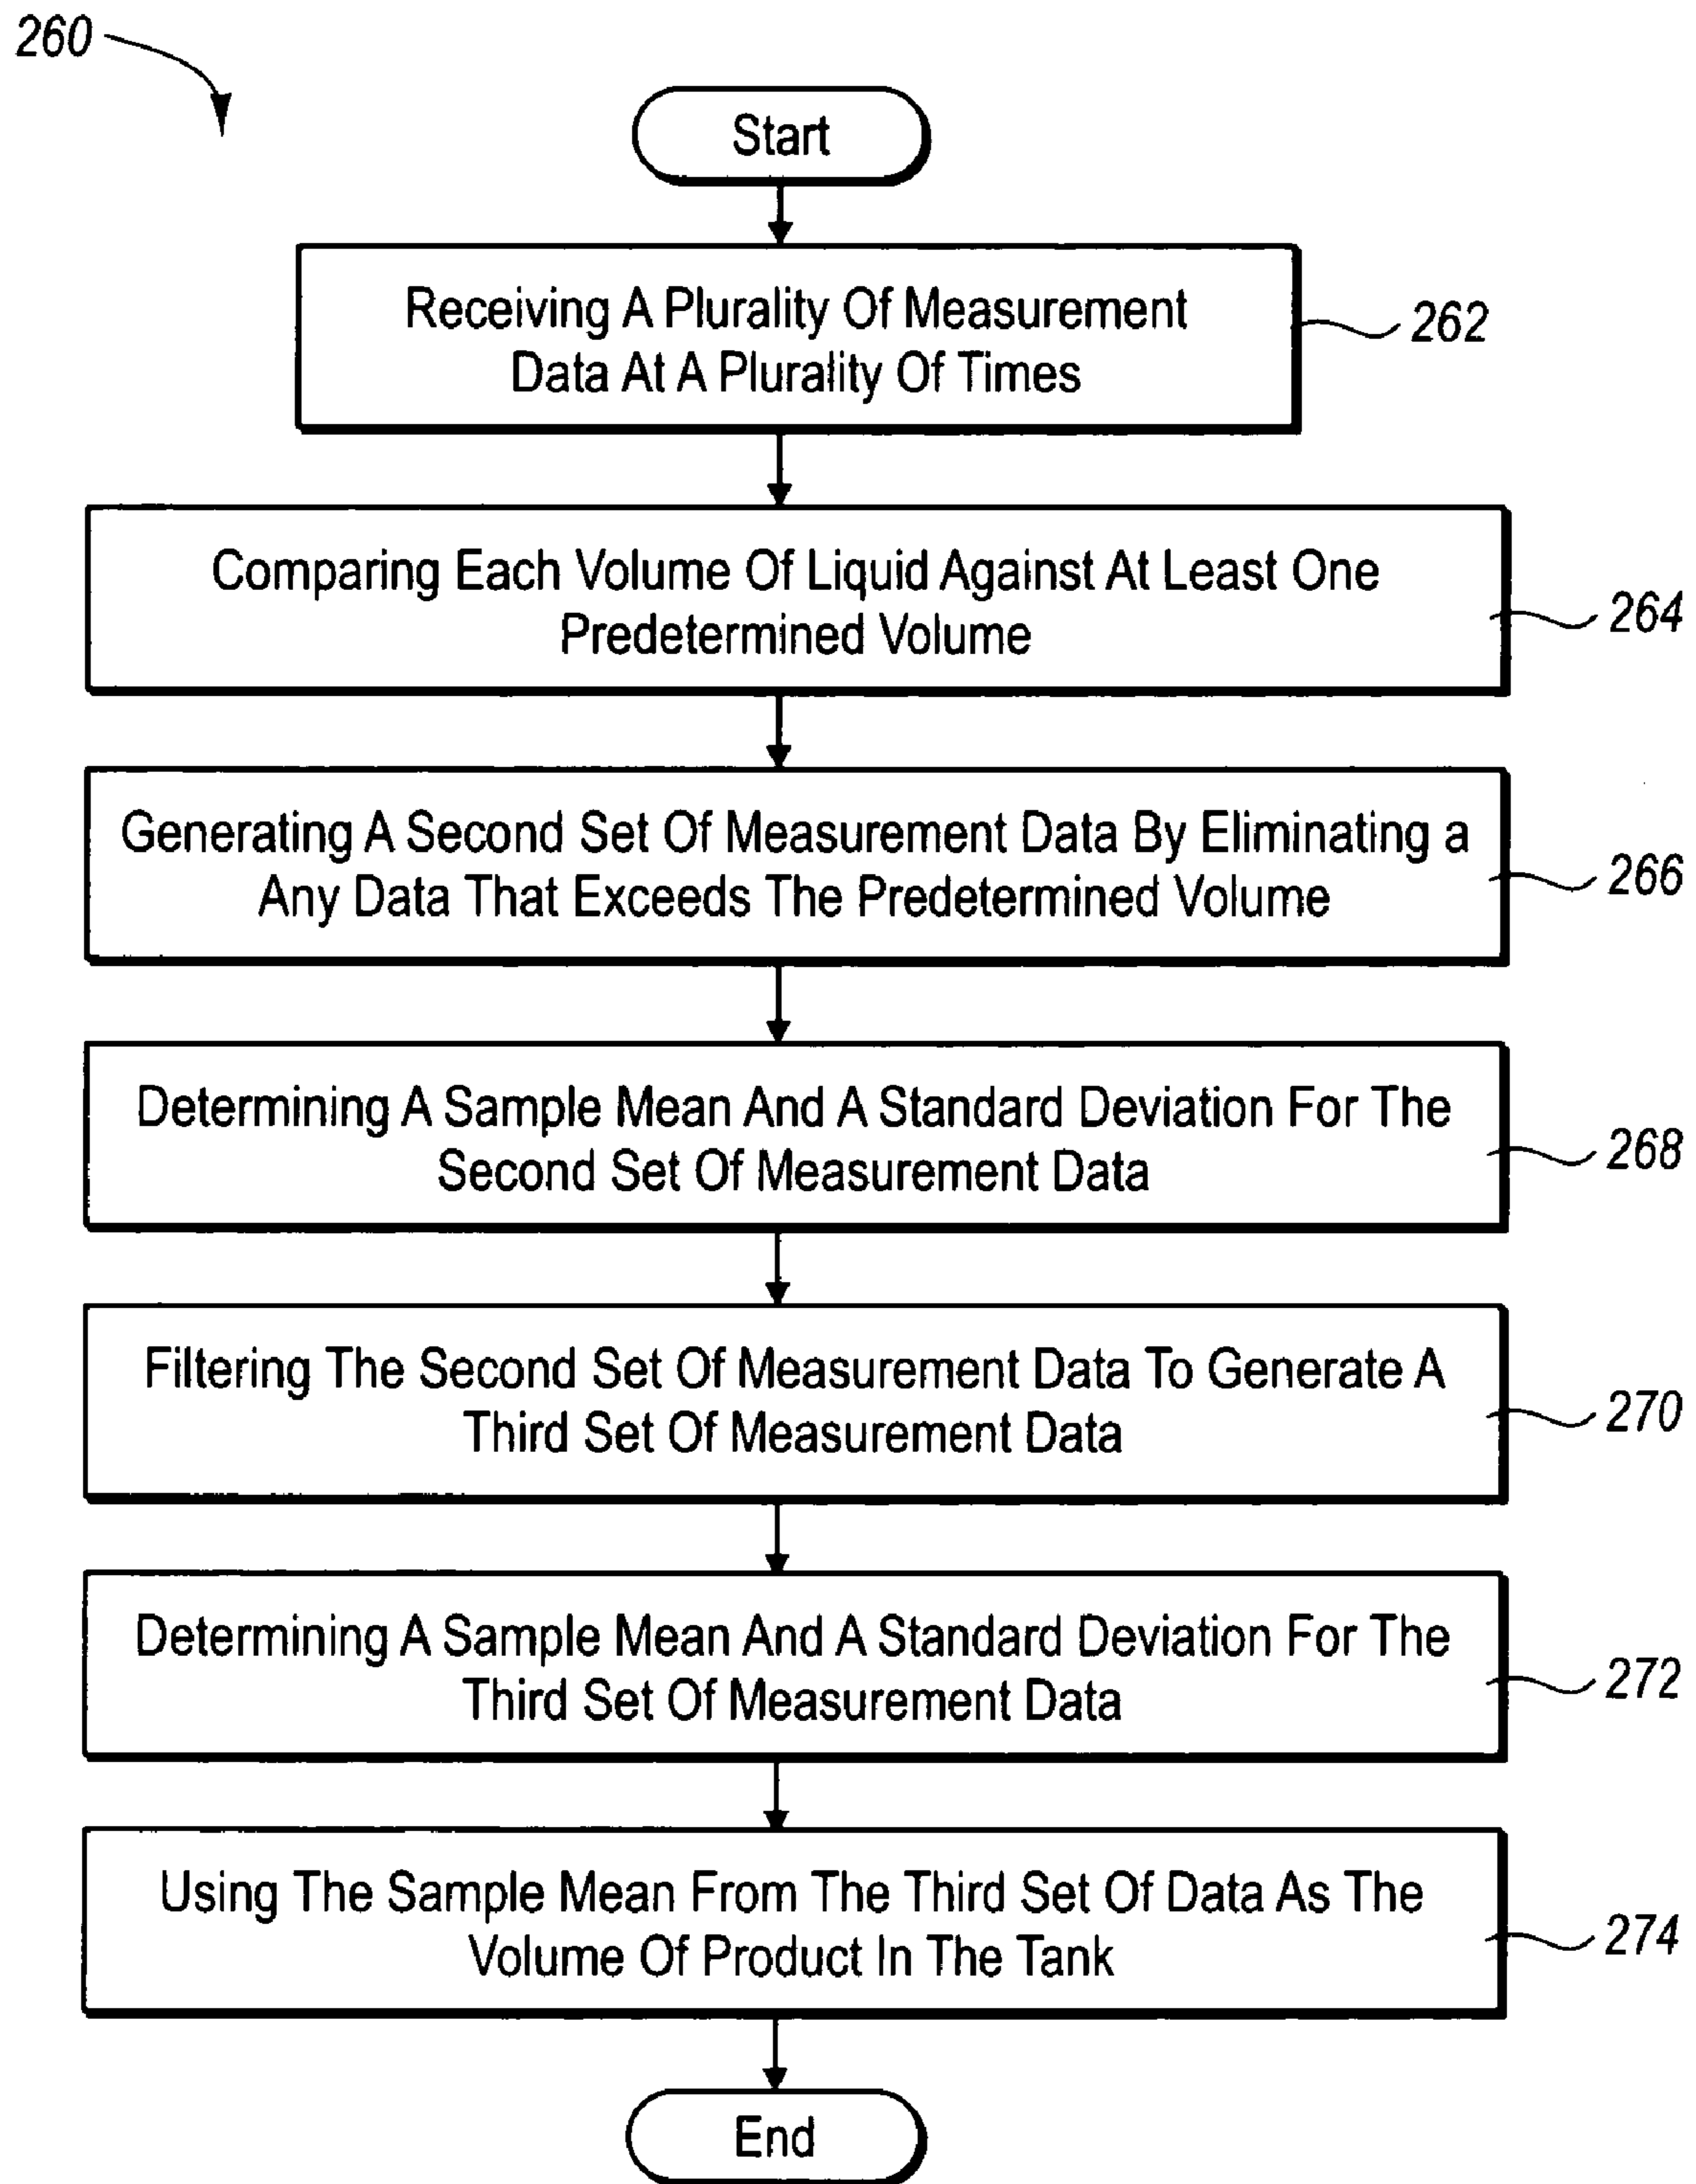 260
Start
Receiving A Plurality Of Measurement
Data At A Plurality Of Times
262
Comparing Each Volume Of Liquid Against At Least One
Predetermined Volume
264
Generating A Second Set Of Measurement Data By Eliminating a
Any Data That Exceeds The Predetermined Volume
266
Determining A Sample Mean And A Standard Deviation For The
Second Set Of Measurement Data
268
Filtering The Second Set Of Measurement Data To Generate A
Third Set Of Measurement Data
270
Determining A Sample Mean And A Standard Deviation For The
Third Set Of Measurement Data
272
Using The Sample Mean From The Third Set Of Data As The
Volume Of Product In The Tank
274
End